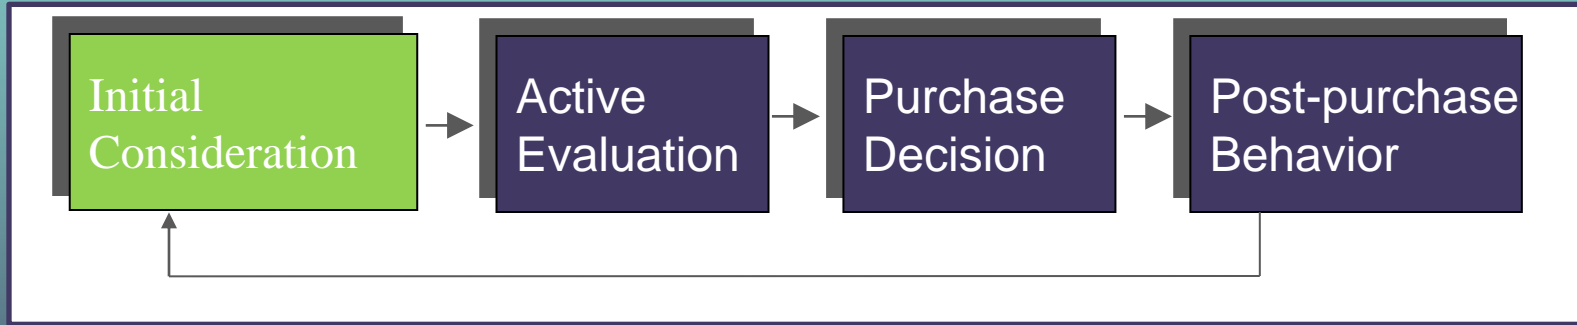 Initial
Consideration
Active
Evaluation
Purchase
Decision
Post-purchase
Behavior